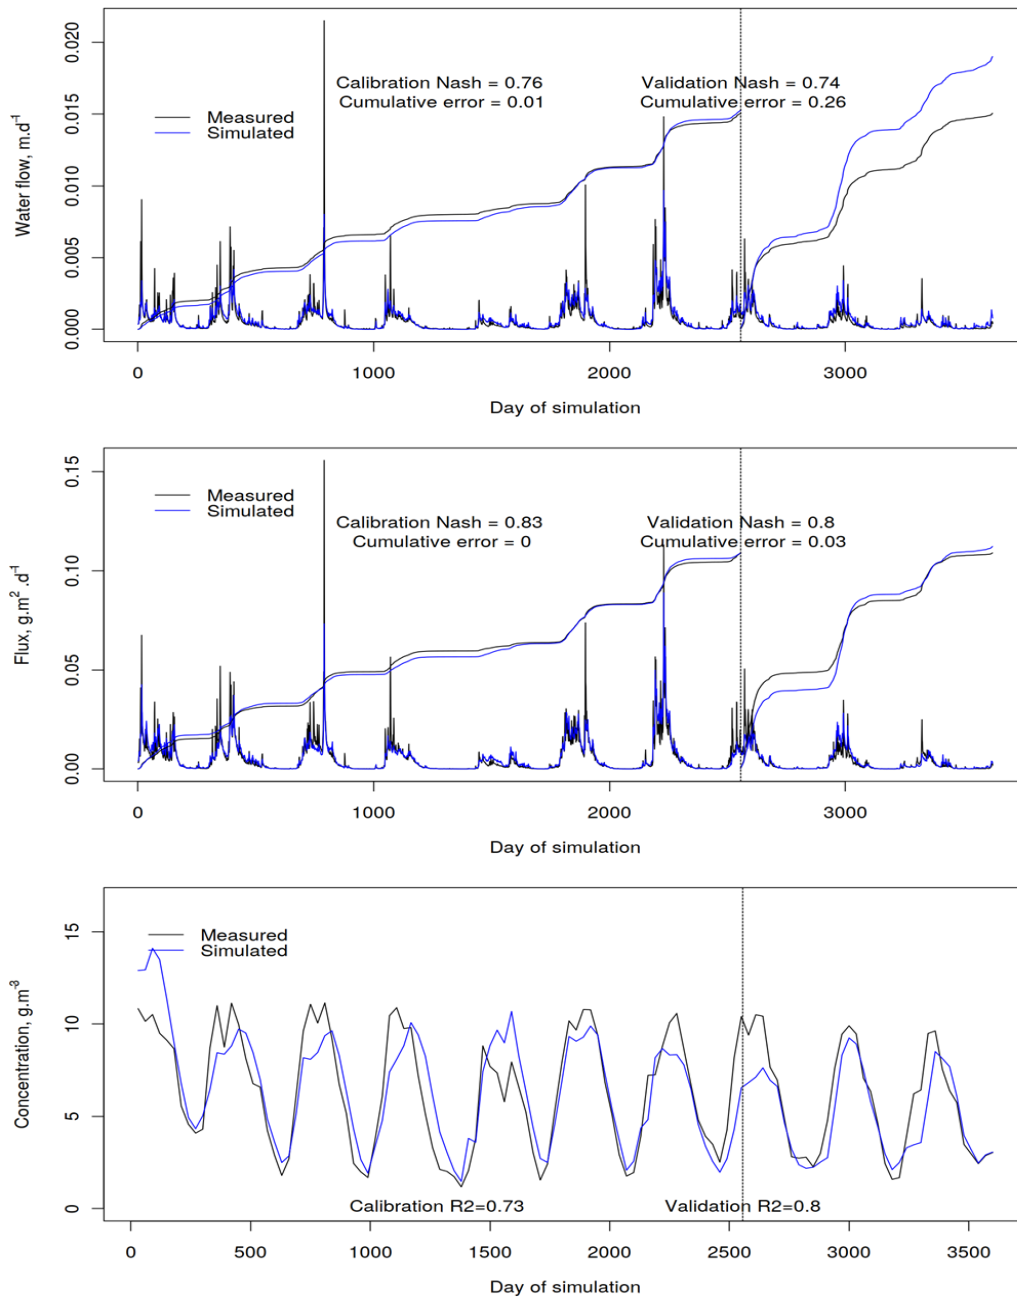 Water flow, m.d⁻¹
0.020
0.015
0.010
0.005
0.000
Calibration Nash = 0.76
Cumulative error = 0.01
Validation Nash = 0.74
Cumulative error = 0.26
Measured
Simulated
0 1000 2000 3000
Day of simulation
Flux, g.m² .d⁻¹
0.15
0.10
0.05
0.00
Measured
Simulated
Calibration Nash = 0.83
Cumulative error = 0
Validation Nash = 0.8
Cumulative error = 0.03
0 1000 2000 3000
Day of simulation
Concentration, g.m⁻³
15
10
5
0
Measured
Simulated
Calibration R2=0.73
Validation R2=0.8
0 500 1000 1500 2000 2500 3000 3500
Day of simulation